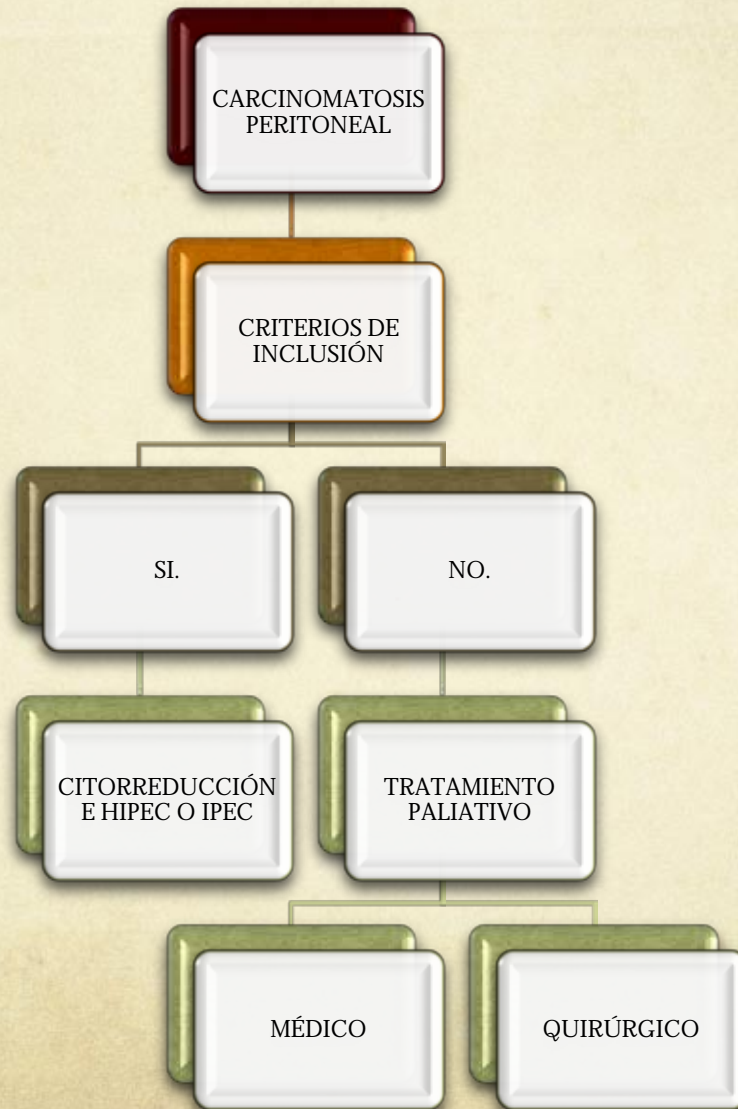 CARCINOMATOSIS
PERITONEAL
CRITERIOS DE
INCLUSIÓN
SI.
NO.
CITORREDUCCIÓN
E HIPEC O IPEC
TRATAMIENTO
PALIATIVO
MÉDICO
QUIRÚRGICO